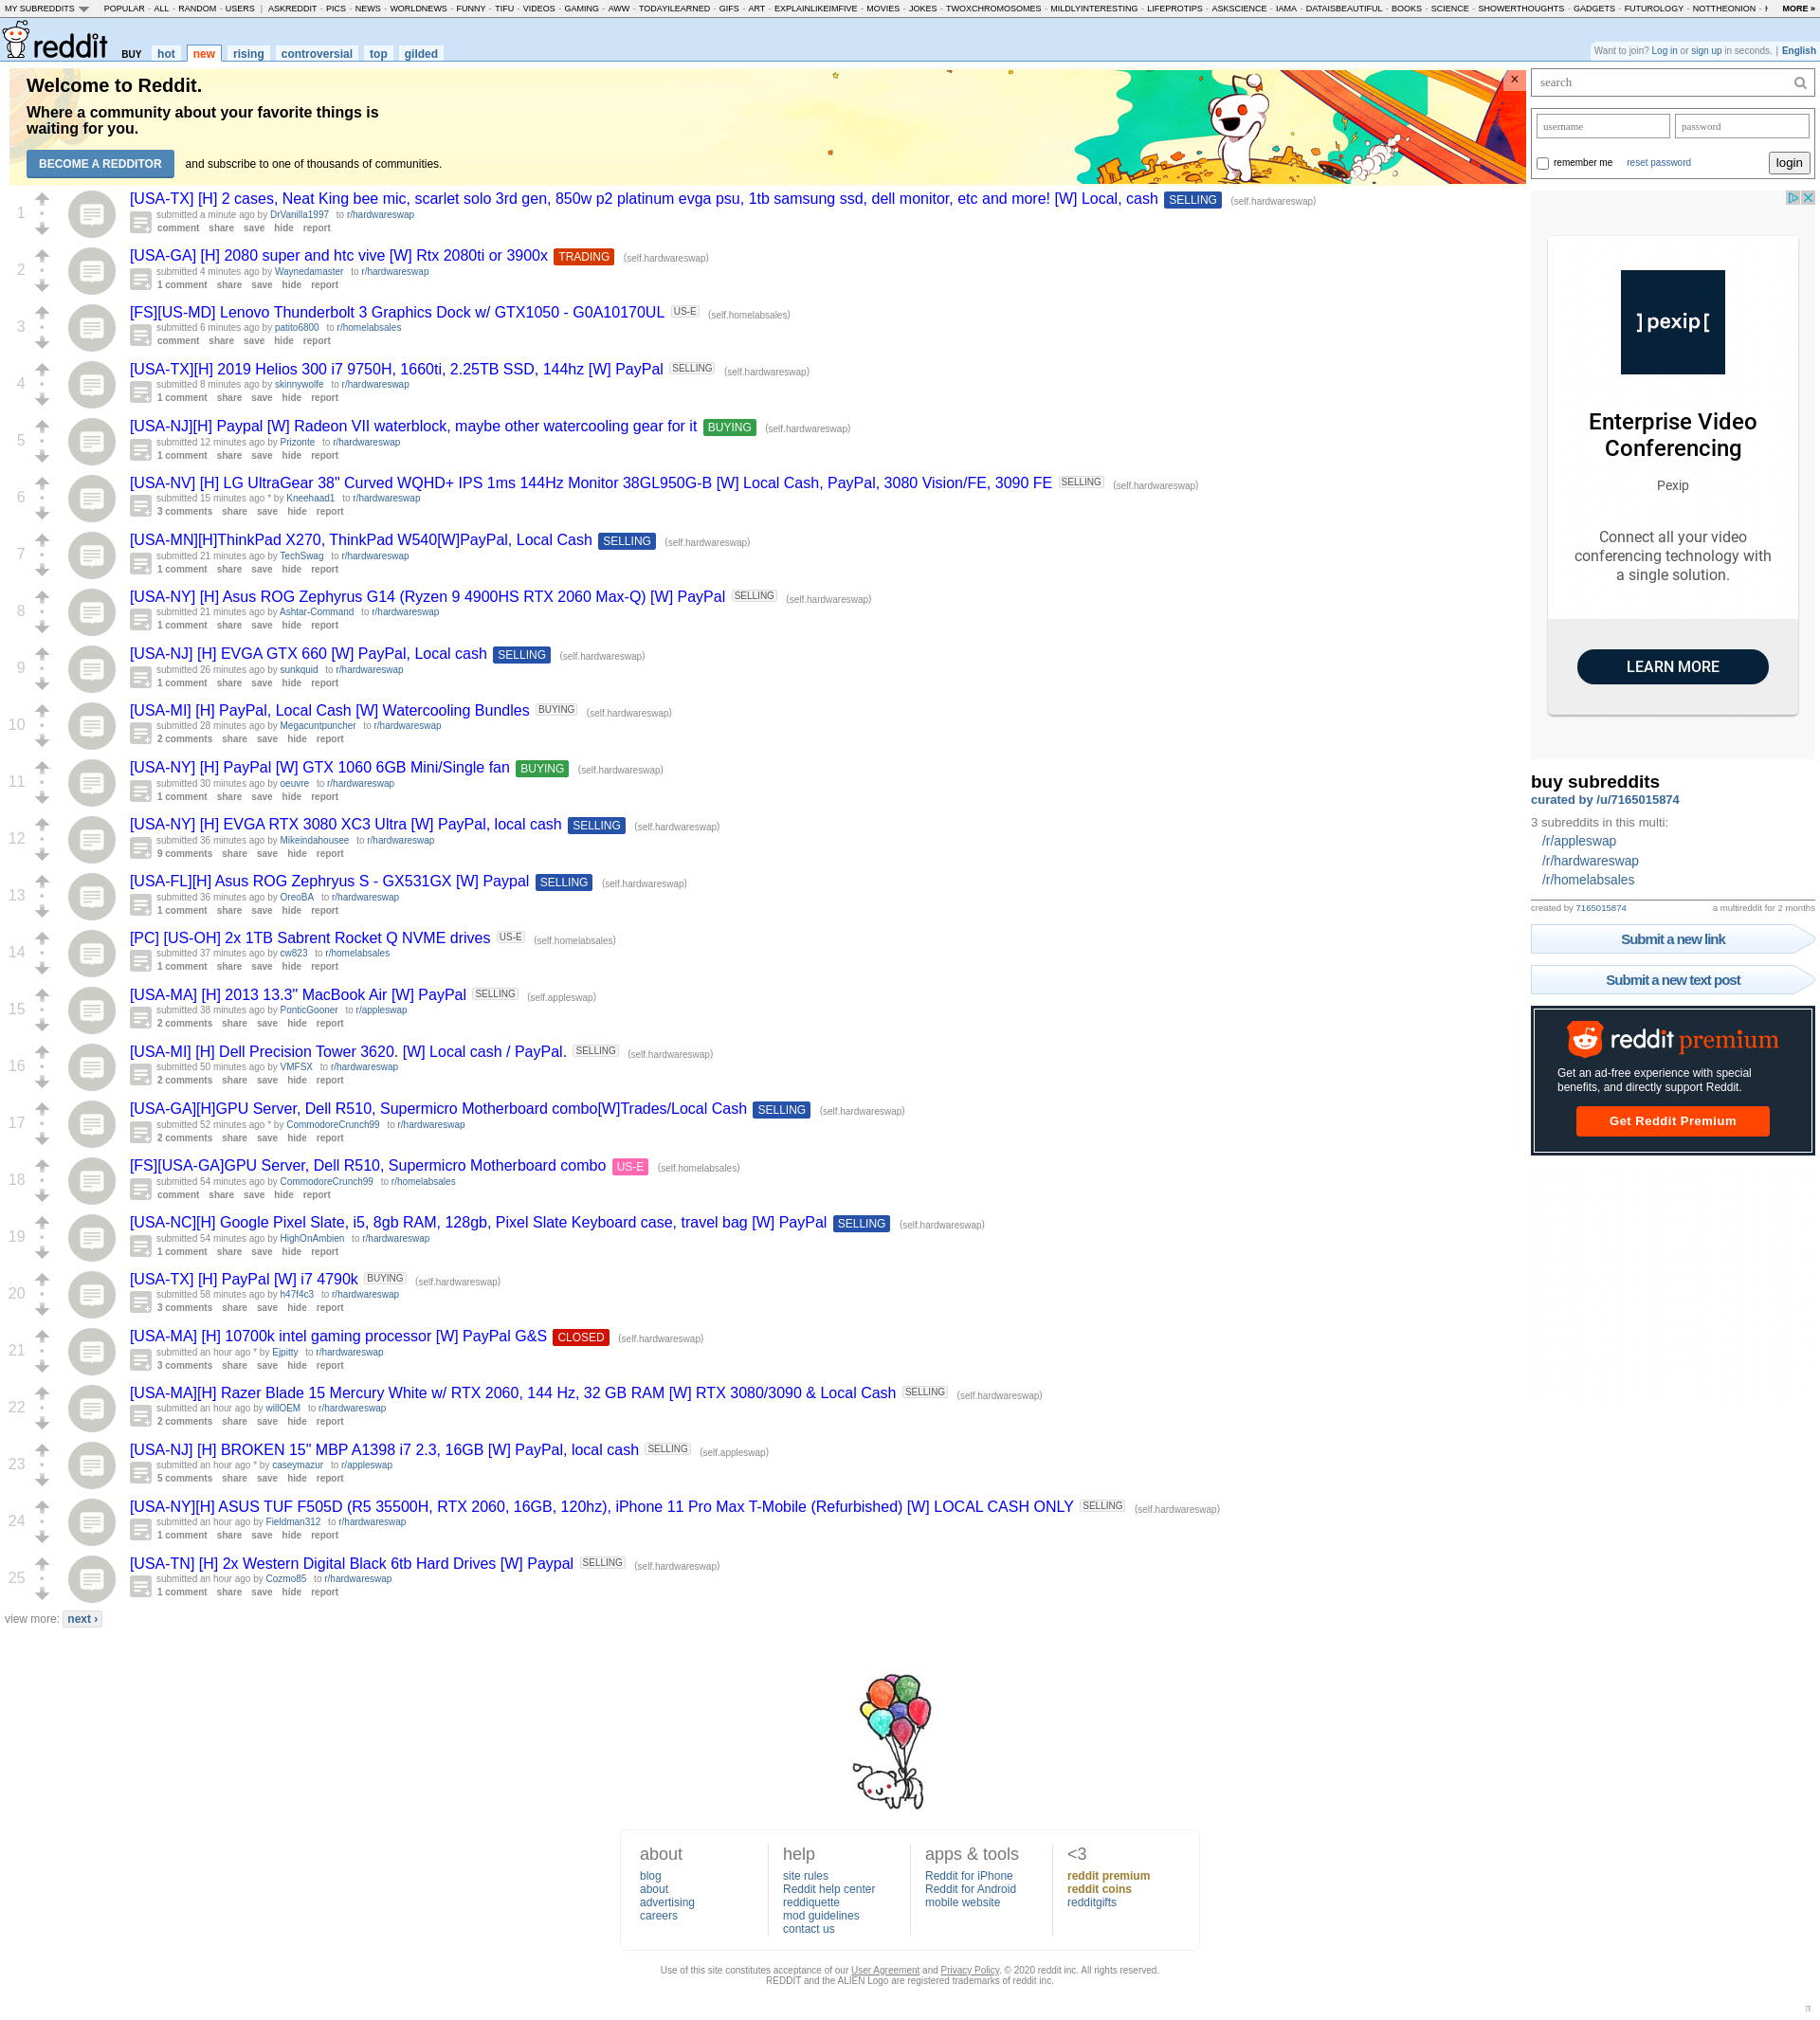 MY SUBREDDITS POPULAR - ALL - RANDOM - USERS | ASKREDDIT - PICS - NEWS - WORLDNEWS - FUNNY - TIFU - VIDEOS - GAMING - AWW - TODAYILEARNED - GIFS - ART - EXPLAINLIKEIMFIVE - MOVIES - JOKES - TWOXCHROMOSOMES - MILDLYINTERESTING - LIFEPROTIPS - ASKSCIENCE - IAMA - DATAISBEAUTIFUL - BOOKS - SCIENCE - SHOWERTHOUGHTS - GADGETS - FUTUROLOGY - NOTTHEONION - MORE »
reddit BUY hot new rising controversial top gilded
Want to join? Log in or sign up in seconds. | English
Welcome to Reddit.
Where a community about your favorite things is
waiting for you.
BECOME A REDDITOR and subscribe to one of thousands of communities.
×
1
[USA-TX] [H] 2 cases, Neat King bee mic, scarlet solo 3rd gen, 850w p2 platinum evga psu, 1tb samsung ssd, dell monitor, etc and more! [W] Local, cash SELLING (self.hardwareswap)
submitted a minute ago by DrVanilla1997 to r/hardwareswap
comment share save hide report
2
[USA-GA] [H] 2080 super and htc vive [W] Rtx 2080ti or 3900x TRADING (self.hardwareswap)
submitted 4 minutes ago by Waynedamaster to r/hardwareswap
1 comment share save hide report
3
[FS][US-MD] Lenovo Thunderbolt 3 Graphics Dock w/ GTX1050 - G0A10170UL US-E (self.homelabsales)
submitted 6 minutes ago by patito6800 to r/homelabsales
comment share save hide report
4
[USA-TX][H] 2019 Helios 300 i7 9750H, 1660ti, 2.25TB SSD, 144hz [W] PayPal SELLING (self.hardwareswap)
submitted 8 minutes ago by skinnywolfe to r/hardwareswap
1 comment share save hide report
5
[USA-NJ][H] Paypal [W] Radeon VII waterblock, maybe other watercooling gear for it BUYING (self.hardwareswap)
submitted 12 minutes ago by Prizonte to r/hardwareswap
1 comment share save hide report
6
[USA-NV] [H] LG UltraGear 38" Curved WQHD+ IPS 1ms 144Hz Monitor 38GL950G-B [W] Local Cash, PayPal, 3080 Vision/FE, 3090 FE SELLING (self.hardwareswap)
submitted 15 minutes ago * by Kneehaad1 to r/hardwareswap
3 comments share save hide report
7
[USA-MN][H]ThinkPad X270, ThinkPad W540[W]PayPal, Local Cash SELLING (self.hardwareswap)
submitted 21 minutes ago by TechSwag to r/hardwareswap
1 comment share save hide report
8
[USA-NY] [H] Asus ROG Zephyrus G14 (Ryzen 9 4900HS RTX 2060 Max-Q) [W] PayPal SELLING (self.hardwareswap)
submitted 21 minutes ago by Ashtar-Command to r/hardwareswap
1 comment share save hide report
9
[USA-NJ] [H] EVGA GTX 660 [W] PayPal, Local cash SELLING (self.hardwareswap)
submitted 26 minutes ago by sunkquid to r/hardwareswap
1 comment share save hide report
10
[USA-MI] [H] PayPal, Local Cash [W] Watercooling Bundles BUYING (self.hardwareswap)
submitted 28 minutes ago by Megacuntpuncher to r/hardwareswap
2 comments share save hide report
11
[USA-NY] [H] PayPal [W] GTX 1060 6GB Mini/Single fan BUYING (self.hardwareswap)
submitted 30 minutes ago by oeuvre to r/hardwareswap
1 comment share save hide report
12
[USA-NY] [H] EVGA RTX 3080 XC3 Ultra [W] PayPal, local cash SELLING (self.hardwareswap)
submitted 36 minutes ago by Mikeindahousee to r/hardwareswap
9 comments share save hide report
13
[USA-FL][H] Asus ROG Zephryus S - GX531GX [W] Paypal SELLING (self.hardwareswap)
submitted 36 minutes ago by OreoBA to r/hardwareswap
1 comment share save hide report
14
[PC] [US-OH] 2x 1TB Sabrent Rocket Q NVME drives US-E (self.homelabsales)
submitted 37 minutes ago by cw823 to r/homelabsales
1 comment share save hide report
15
[USA-MA] [H] 2013 13.3" MacBook Air [W] PayPal SELLING (self.appleswap)
submitted 38 minutes ago by PonticGooner to r/appleswap
2 comments share save hide report
16
[USA-MI] [H] Dell Precision Tower 3620. [W] Local cash / PayPal. SELLING (self.hardwareswap)
submitted 50 minutes ago by VMFSX to r/hardwareswap
2 comments share save hide report
17
[USA-GA][H]GPU Server, Dell R510, Supermicro Motherboard combo[W]Trades/Local Cash SELLING (self.hardwareswap)
submitted 52 minutes ago * by CommodoreCrunch99 to r/hardwareswap
2 comments share save hide report
18
[FS][USA-GA]GPU Server, Dell R510, Supermicro Motherboard combo US-E (self.homelabsales)
submitted 54 minutes ago by CommodoreCrunch99 to r/homelabsales
comment share save hide report
19
[USA-NC][H] Google Pixel Slate, i5, 8gb RAM, 128gb, Pixel Slate Keyboard case, travel bag [W] PayPal SELLING (self.hardwareswap)
submitted 54 minutes ago by HighOnAmbien to r/hardwareswap
1 comment share save hide report
20
[USA-TX] [H] PayPal [W] i7 4790k BUYING (self.hardwareswap)
submitted 58 minutes ago by h47f4c3 to r/hardwareswap
3 comments share save hide report
21
[USA-MA] [H] 10700k intel gaming processor [W] PayPal G&S CLOSED (self.hardwareswap)
submitted an hour ago * by Ejpitty to r/hardwareswap
3 comments share save hide report
22
[USA-MA][H] Razer Blade 15 Mercury White w/ RTX 2060, 144 Hz, 32 GB RAM [W] RTX 3080/3090 & Local Cash SELLING (self.hardwareswap)
submitted an hour ago by willOEM to r/hardwareswap
2 comments share save hide report
23
[USA-NJ] [H] BROKEN 15" MBP A1398 i7 2.3, 16GB [W] PayPal, local cash SELLING (self.appleswap)
submitted an hour ago * by caseymazur to r/appleswap
5 comments share save hide report
24
[USA-NY][H] ASUS TUF F505D (R5 35500H, RTX 2060, 16GB, 120hz), iPhone 11 Pro Max T-Mobile (Refurbished) [W] LOCAL CASH ONLY SELLING (self.hardwareswap)
submitted an hour ago by Fieldman312 to r/hardwareswap
1 comment share save hide report
25
[USA-TN] [H] 2x Western Digital Black 6tb Hard Drives [W] Paypal SELLING (self.hardwareswap)
submitted an hour ago by Cozmo85 to r/hardwareswap
1 comment share save hide report
view more: next ›
search
username password
remember me reset password login
]pexip[
Enterprise Video
Conferencing
Pexip
Connect all your video
conferencing technology with
a single solution.
LEARN MORE
buy subreddits
curated by /u/7165015874
3 subreddits in this multi:
/r/appleswap
/r/hardwareswap
/r/homelabsales
created by 7165015874 a multireddit for 2 months
Submit a new link
Submit a new text post
reddit premium
Get an ad-free experience with special
benefits, and directly support Reddit.
Get Reddit Premium
about
blog
about
advertising
careers
help
site rules
Reddit help center
reddiquette
mod guidelines
contact us
apps & tools
Reddit for iPhone
Reddit for Android
mobile website
<3
reddit premium
reddit coins
redditgifts
Use of this site constitutes acceptance of our User Agreement and Privacy Policy. © 2020 reddit inc. All rights reserved.
REDDIT and the ALIEN Logo are registered trademarks of reddit inc.
π